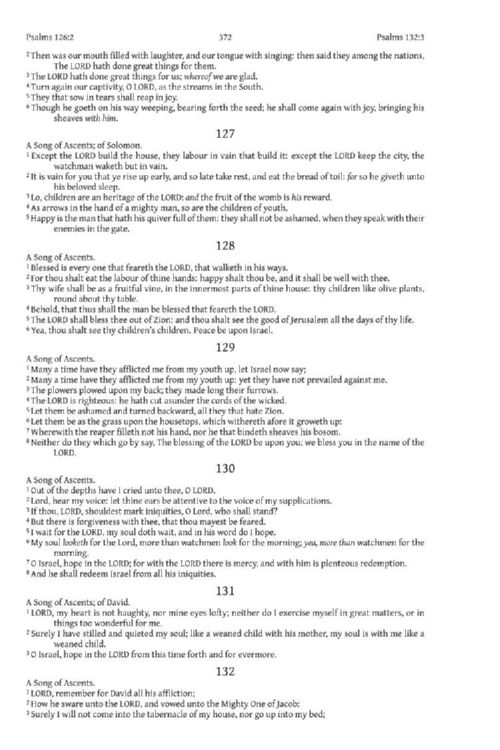 Psalms 126:2 372 Psalms 132:3
2 Then was our mouth filled with laughter, and our tongue with singing: then said they among the nations,
The LORD hath done great things for them.
3 The LORD hath done great things for us; whereof we are glad.
4 Turn again our captivity, O LORD, as the streams in the South.
5 They that sow in tears shall reap in joy.
6 Though he goeth on his way weeping, bearing forth the seed; he shall come again with joy, bringing his
sheaves with him.
127
A Song of Ascents; of Solomon.
1 Except the LORD build the house, they labour in vain that build it: except the LORD keep the city, the
watchman waketh but in vain.
2 It is vain for you that ye rise up early, and so late take rest, and eat the bread of toil: for so he giveth unto
his beloved sleep.
3 Lo, children are an heritage of the LORD: and the fruit of the womb is his reward.
4 As arrows in the hand of a mighty man, so are the children of youth.
5 Happy is the man that hath his quiver full of them: they shall not be ashamed, when they speak with their
enemies in the gate.
128
A Song of Ascents.
1 Blessed is every one that feareth the LORD, that walketh in his ways.
2 For thou shalt eat the labour of thine hands: happy shalt thou be, and it shall be well with thee.
3 Thy wife shall be as a fruitful vine, in the innermost parts of thine house: thy children like olive plants,
round about thy table.
4 Behold, that thus shall the man be blessed that feareth the LORD.
5 The LORD shall bless thee out of Zion: and thou shalt see the good of Jerusalem all the days of thy life.
6 Yea, thou shalt see thy children's children. Peace be upon Israel.
129
A Song of Ascents.
1 Many a time have they afflicted me from my youth up, let Israel now say;
2 Many a time have they afflicted me from my youth up: yet they have not prevailed against me.
3 The plowers plowed upon my back; they made long their furrows.
4 The LORD is righteous: he hath cut asunder the cords of the wicked.
5 Let them be ashamed and turned backward, all they that hate Zion.
6 Let them be as the grass upon the housetops, which withereth afore it groweth up:
7 Wherewith the reaper filleth not his hand, nor he that bindeth sheaves his bosom.
8 Neither do they which go by say, The blessing of the LORD be upon you; we bless you in the name of the
LORD.
130
A Song of Ascents.
1 Out of the depths have I cried unto thee, O LORD.
2 Lord, hear my voice: let thine ears be attentive to the voice of my supplications.
3 If thou, LORD, shouldest mark iniquities, O Lord, who shall stand?
4 But there is forgiveness with thee, that thou mayest be feared.
5 I wait for the LORD, my soul doth wait, and in his word do I hope.
6 My soul looketh for the Lord, more than watchmen look for the morning; yea, more than watchmen for the
morning.
7 O Israel, hope in the LORD; for with the LORD there is mercy, and with him is plenteous redemption.
8 And he shall redeem Israel from all his iniquities.
131
A Song of Ascents; of David.
1 LORD, my heart is not haughty, nor mine eyes lofty; neither do I exercise myself in great matters, or in
things too wonderful for me.
2 Surely I have stilled and quieted my soul; like a weaned child with his mother, my soul is with me like a
weaned child.
3 O Israel, hope in the LORD from this time forth and for evermore.
132
A Song of Ascents.
1 LORD, remember for David all his affliction;
2 How he sware unto the LORD, and vowed unto the Mighty One of Jacob:
3 Surely I will not come into the tabernacle of my house, nor go up into my bed;